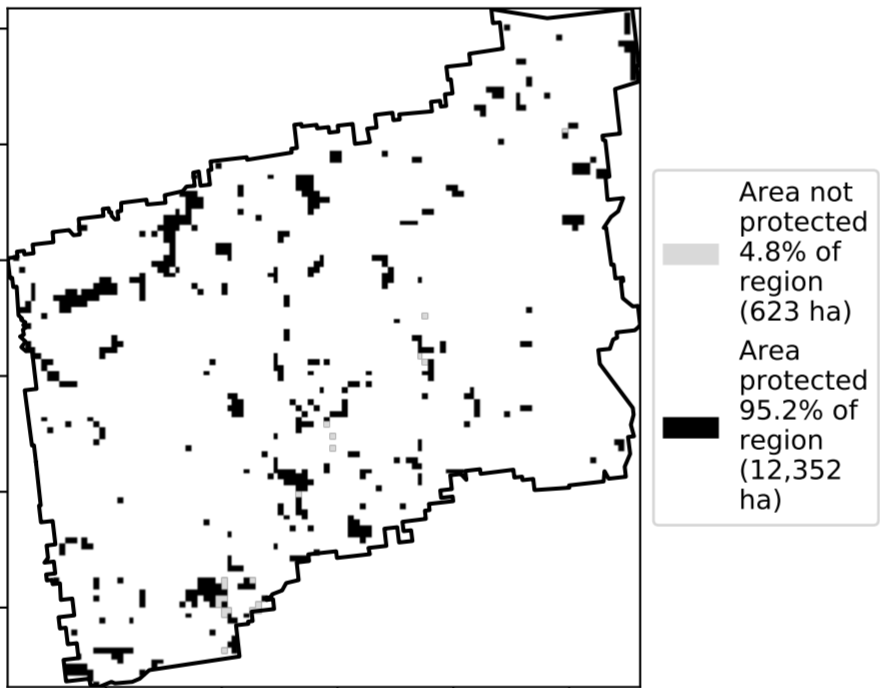 Area not
protected
4.8% of
region
(623 ha)
Area
protected
95.2% of
region
(12,352
ha)